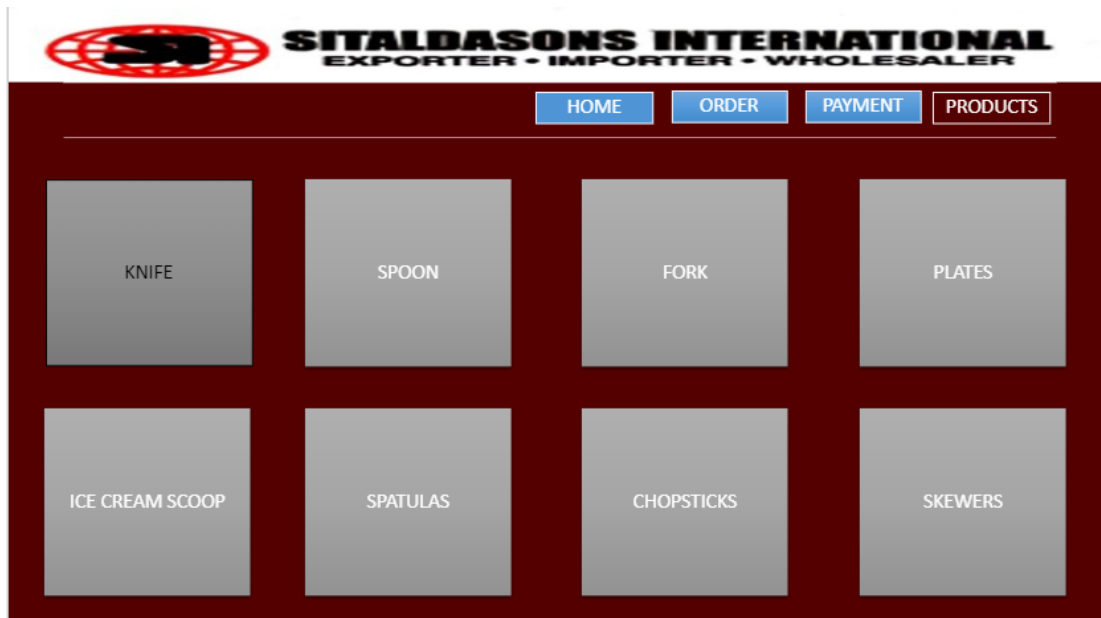 SI
SITALDASONS INTERNATIONAL
EXPORTER • IMPORTER • WHOLESALER
HOME ORDER PAYMENT PRODUCTS
KNIFE SPOON FORK PLATES
ICE CREAM SCOOP SPATULAS CHOPSTICKS SKEWERS